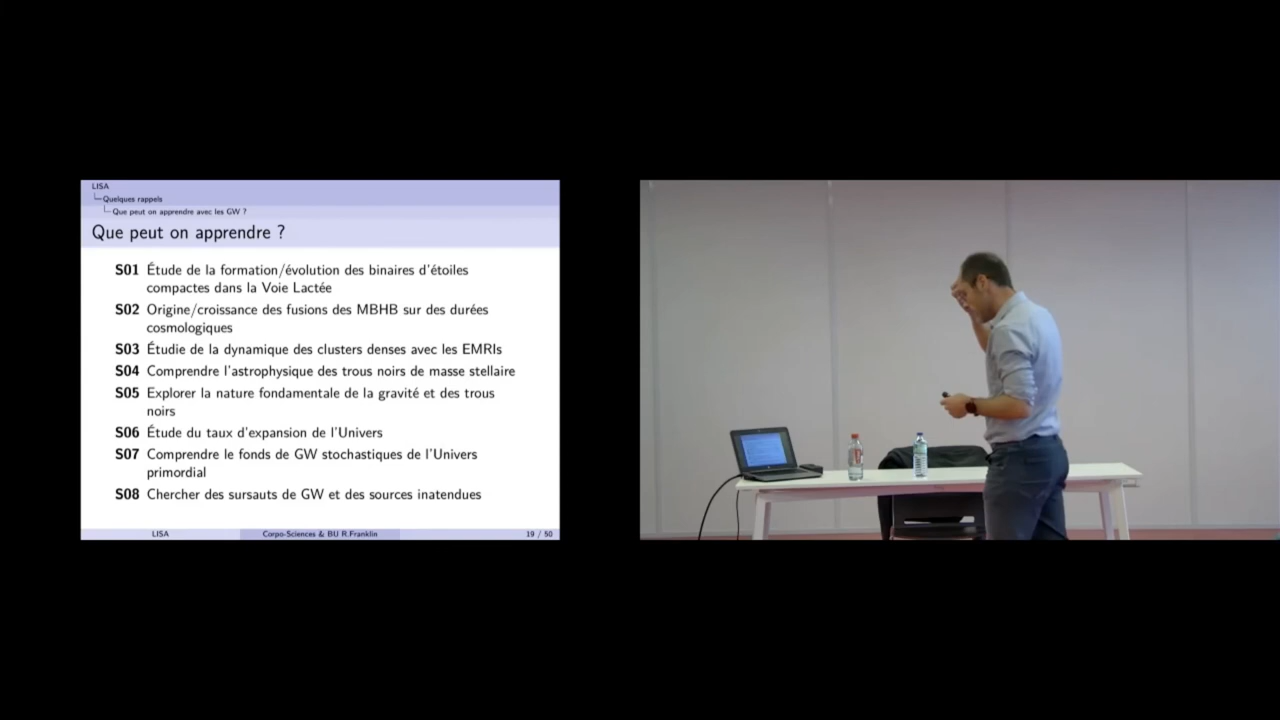 LISA
Quelques rappels
Que peut on apprendre avec les GW ?
Que peut on apprendre ?
S01 Étude de la formation/évolution des binaires d'étoiles
compactes dans la Voie Lactée
S02 Origine/croissance des fusions des MBHB sur des durées
cosmologiques
S03 Étudie de la dynamique des clusters denses avec les EMRIs
S04 Comprendre l'astrophysique des trous noirs de masse stellaire
S05 Explorer la nature fondamentale de la gravité et des trous
noirs
S06 Étude du taux d'expansion de l'Univers
S07 Comprendre le fonds de GW stochastiques de l'Univers
primordial
S08 Chercher des sursauts de GW et des sources inatendues
LISA
Corpo-Sciences & BU R.Franklin
19 / 50